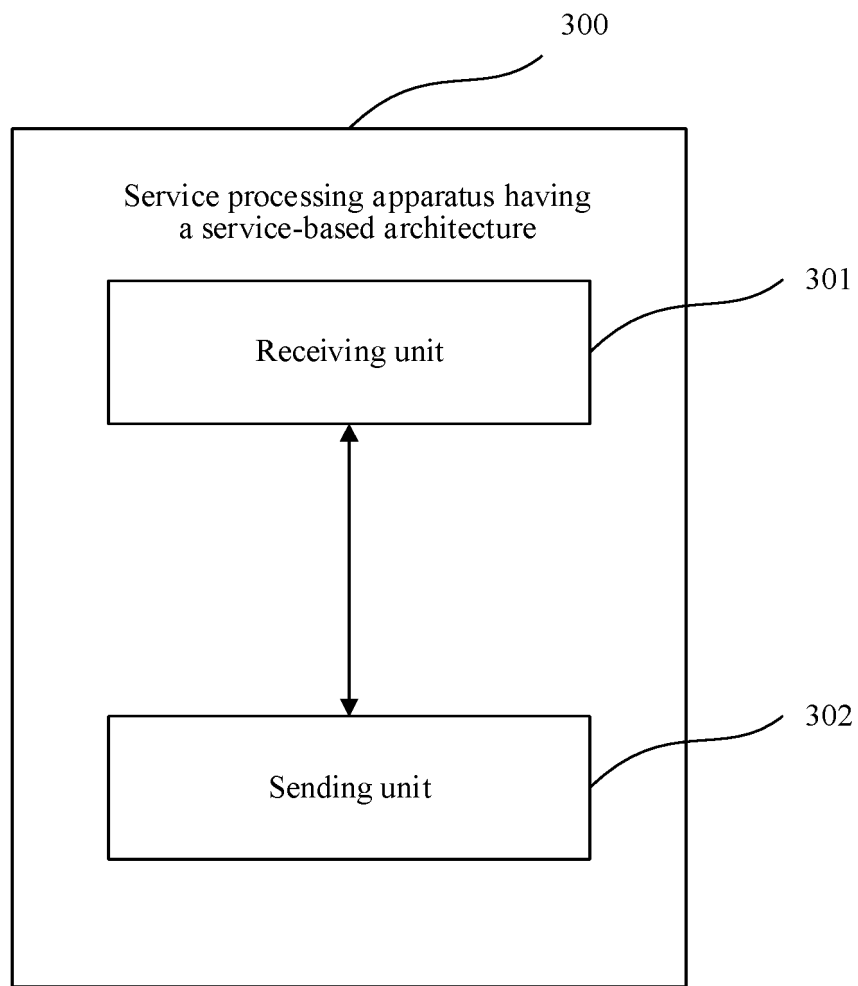 300
Service processing apparatus having
a service-based architecture
301
Receiving unit
302
Sending unit